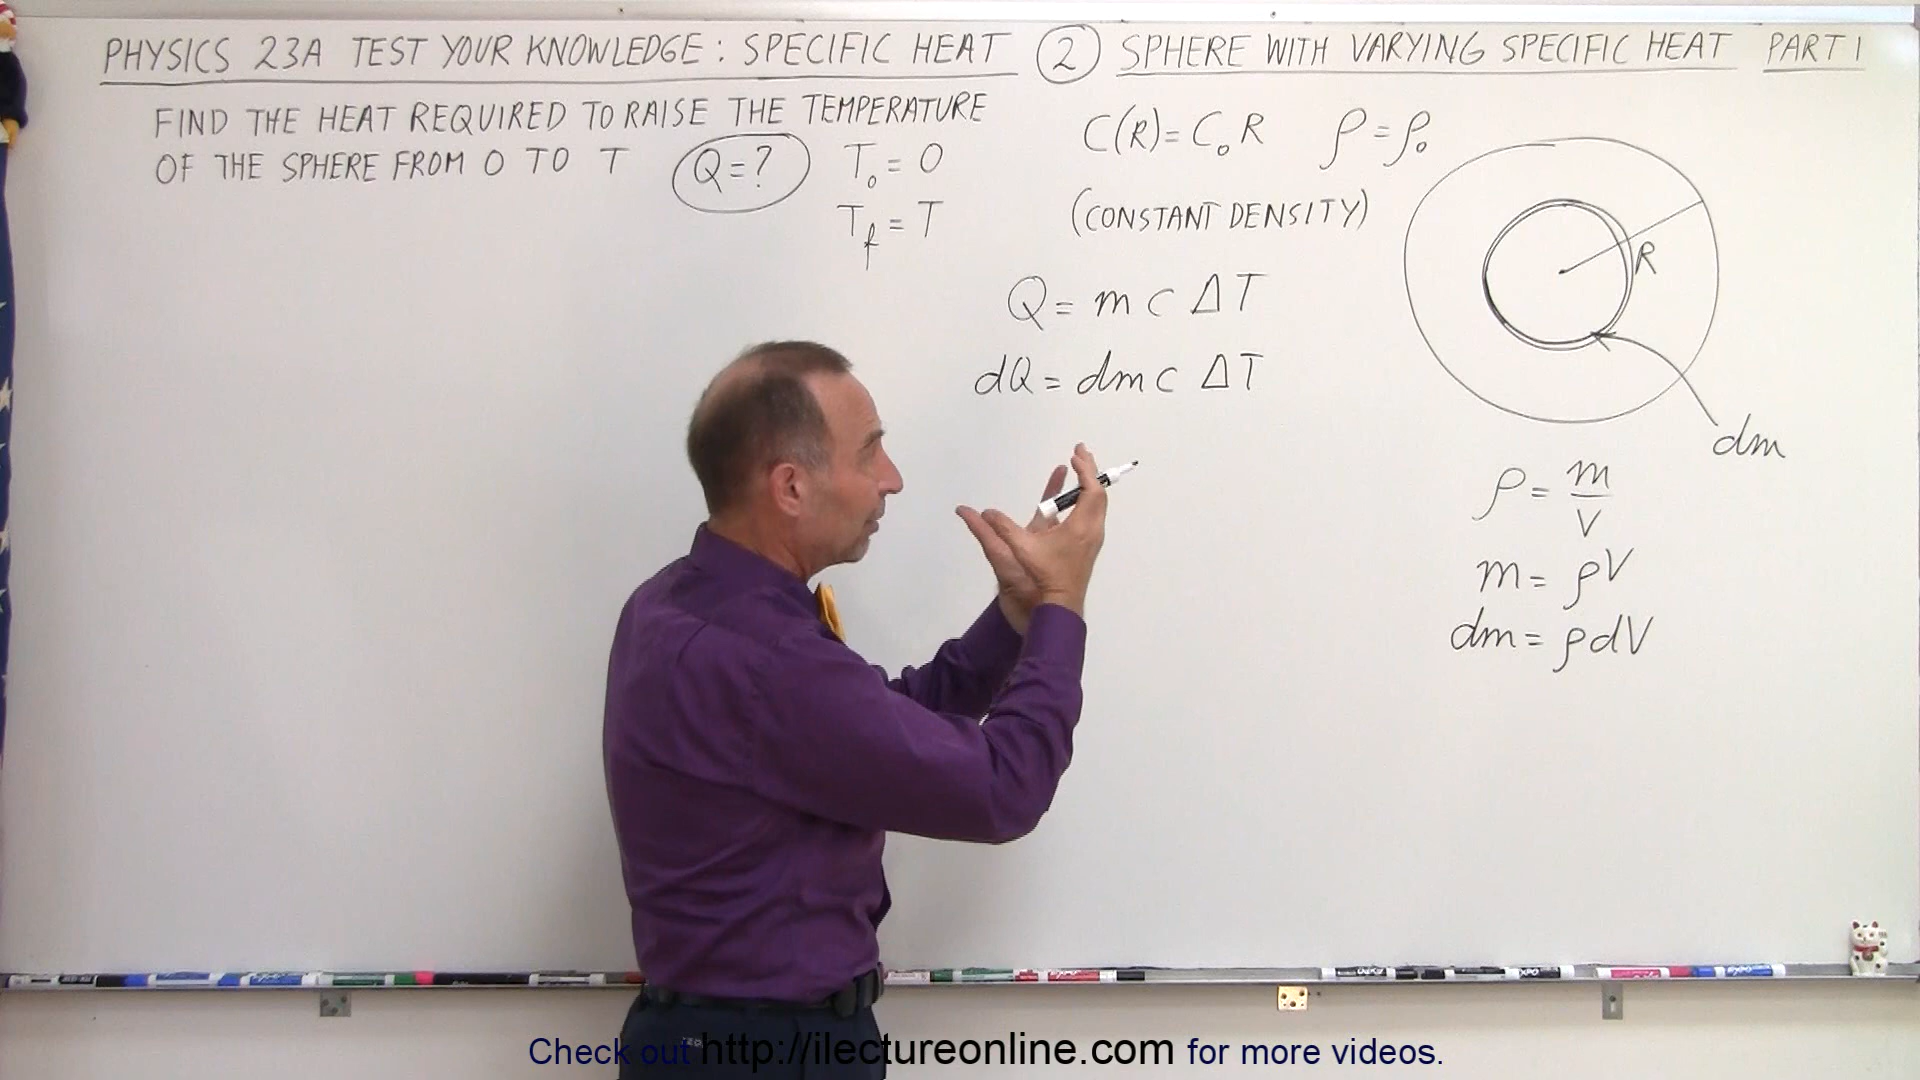 PHYSICS 23A TEST YOUR KNOWLEDGE: SPECIFIC HEAT ② SPHERE WITH VARYING SPECIFIC HEAT PART 1
FIND THE HEAT REQUIRED TO RAISE THE TEMPERATURE
OF THE SPHERE FROM 0 TO T
Q=?
T₀ = 0
T_f = T
C(R)=C₀R ρ=ρ₀
(CONSTANT DENSITY)
Q = m c ΔT
dQ = dm c ΔT
R
dm
ρ = m/V
m = ρV
dm = ρdV
Check out http://ilectureonline.com for more videos.